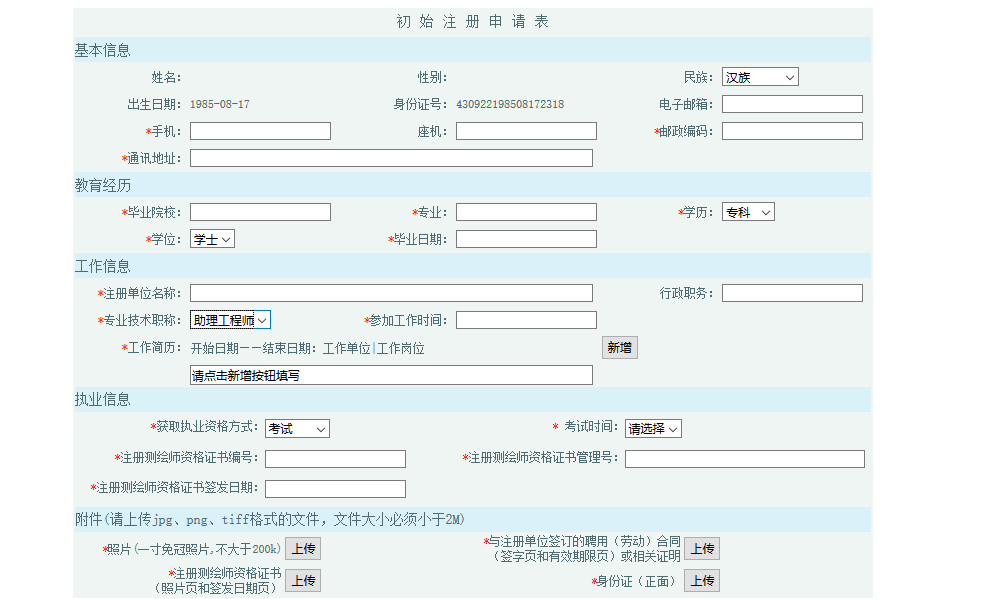 初 始 注 册 申 请 表
基本信息
姓名： 性别： 民族： 汉族
出生日期： 1985-08-17 身份证号： 430922198508172318 电子邮箱：
*手机： 座机： *邮政编码：
*通讯地址：
教育经历
*毕业院校： *专业： *学历： 专科
*学位： 学士 *毕业日期：
工作信息
*注册单位名称： 行政职务：
*专业技术职称： 助理工程师 *参加工作时间：
*工作简历： 开始日期－－结束日期：工作单位|工作岗位 新增
请点击新增按钮填写
执业信息
*获取执业资格方式： 考试 * 考试时间： 请选择
*注册测绘师资格证书编号： *注册测绘师资格证书管理号：
*注册测绘师资格证书签发日期：
附件(请上传jpg、png、tiff格式的文件，文件大小必须小于2M)
*照片(一寸免冠照片,不大于200k) 上传 *与注册单位签订的聘用（劳动）合同
（签字页和有效期限页）或相关证明 上传
*注册测绘师资格证书
（照片页和签发日期页） 上传 *身份证（正面） 上传